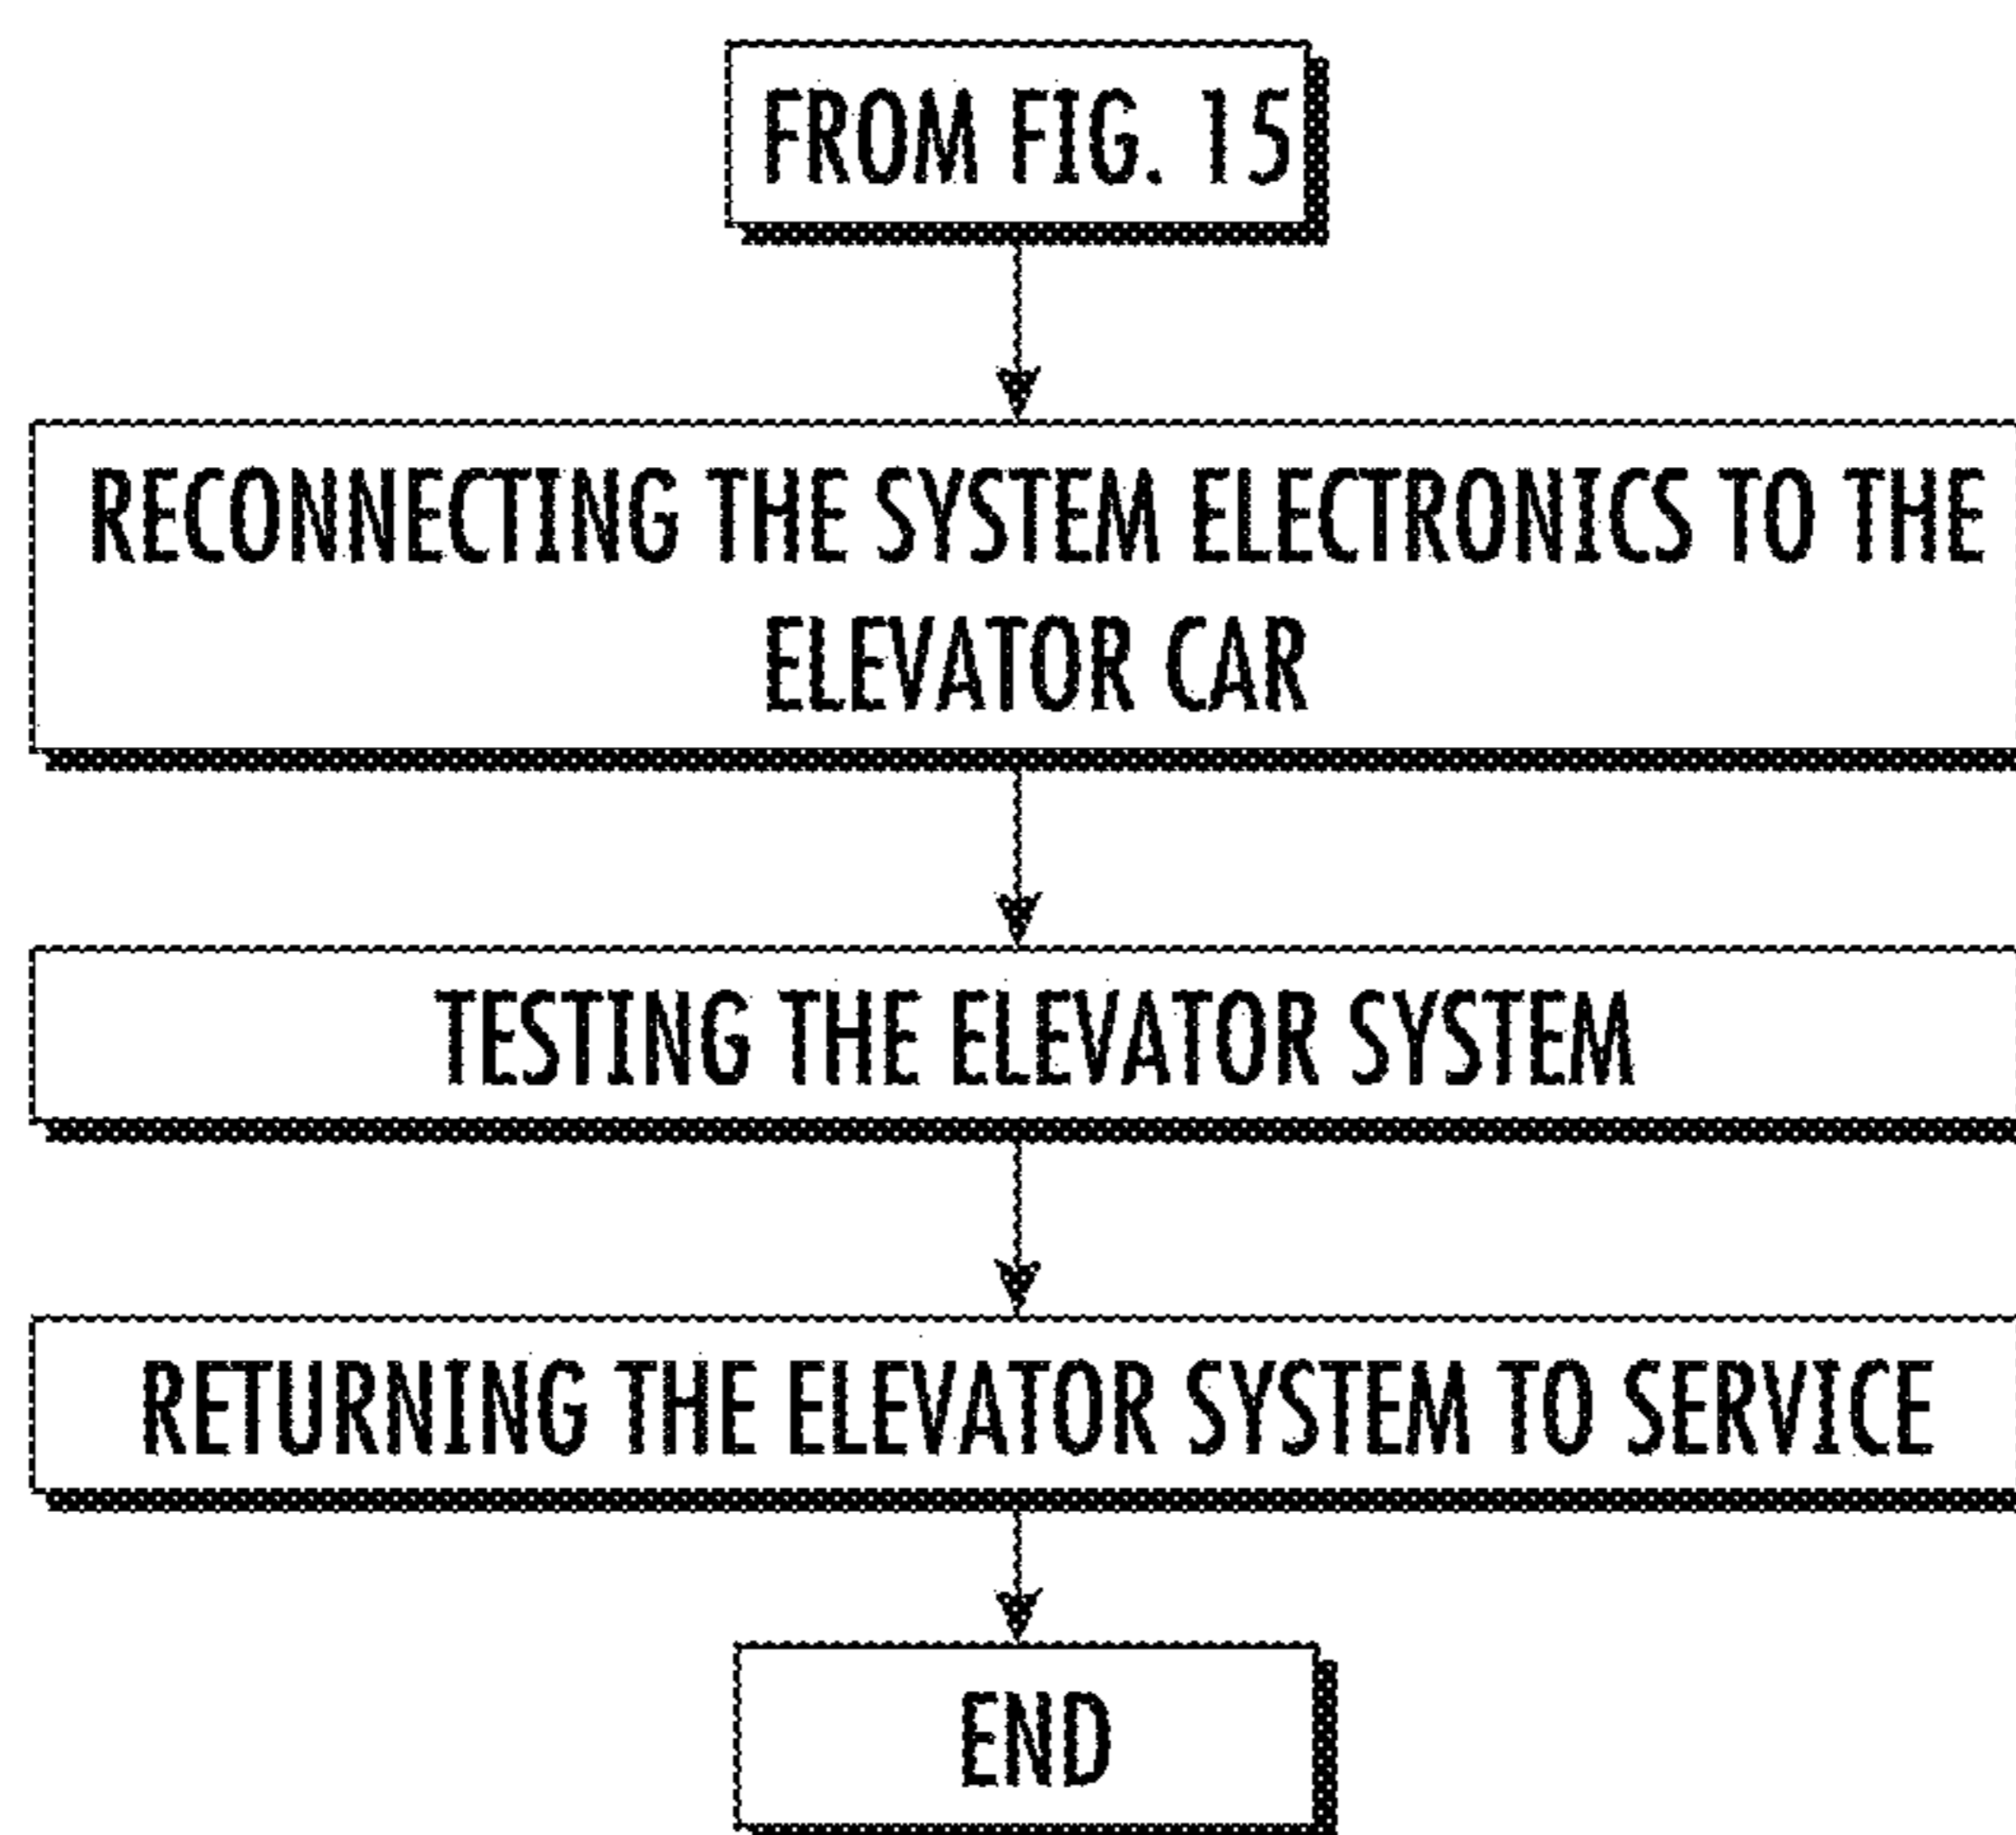 FROM FIG. 15
RECONNECTING THE SYSTEM ELECTRONICS TO THE
ELEVATOR CAR
TESTING THE ELEVATOR SYSTEM
RETURNING THE ELEVATOR SYSTEM TO SERVICE
END